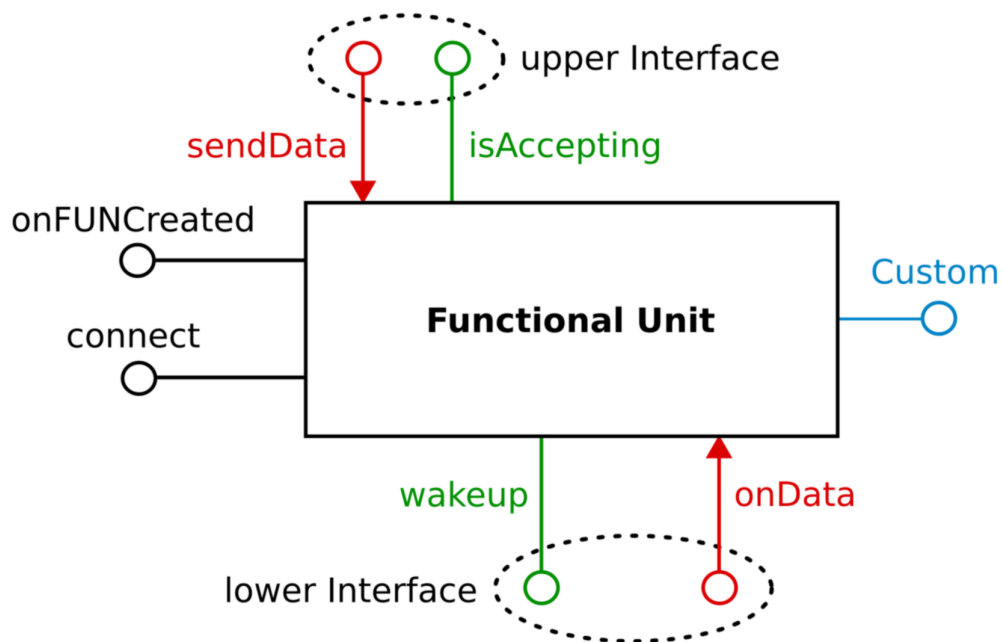 upper Interface
sendData
isAccepting
onFUNCreated
Custom
Functional Unit
connect
wakeup
onData
lower Interface